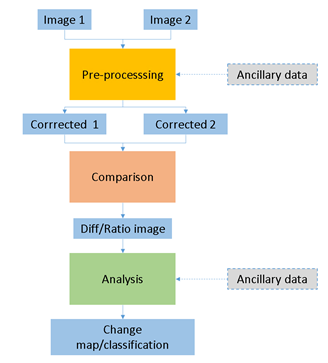 Image 1
Image 2
Pre-processsing
Ancillary data
Corrrected 1
Corrected 2
Comparison
Diff/Ratio image
Analysis
Ancillary data
Change
map/classification